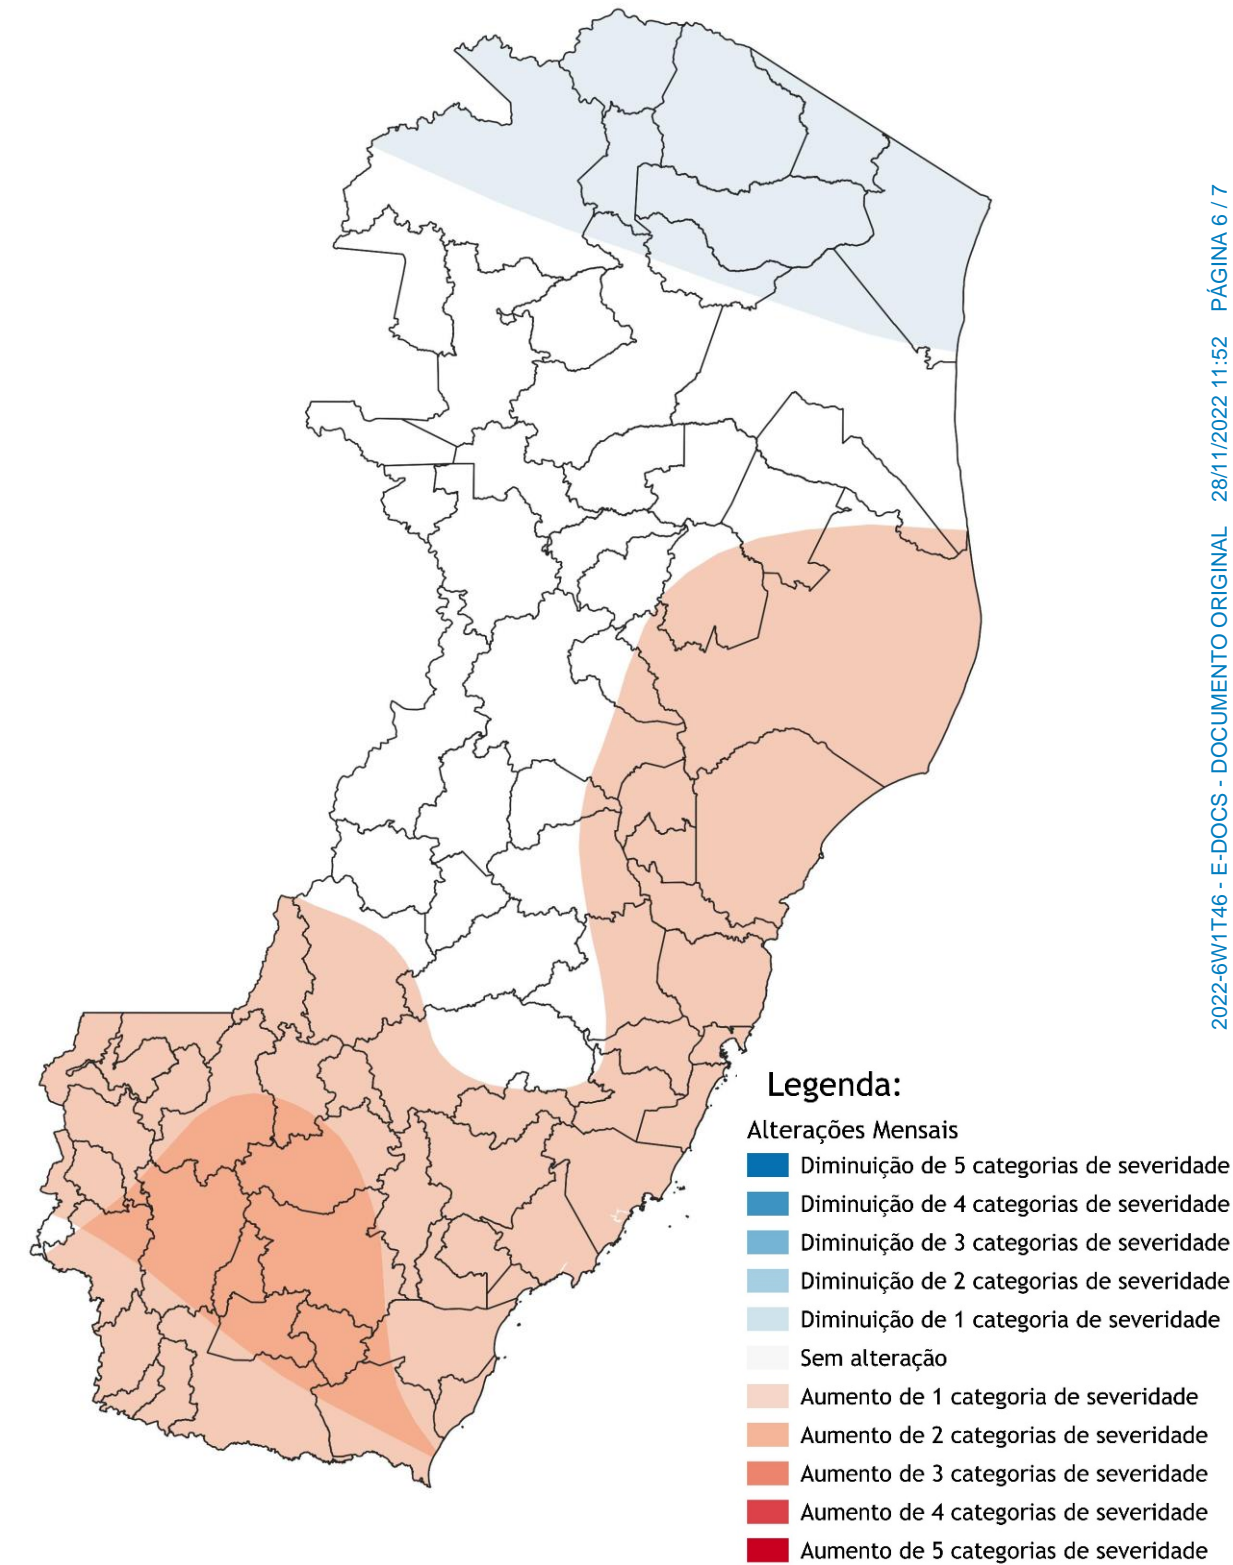 Legenda:
Alterações Mensais
Diminuição de 5 categorias de severidade
Diminuição de 4 categorias de severidade
Diminuição de 3 categorias de severidade
Diminuição de 2 categorias de severidade
Diminuição de 1 categoria de severidade
Sem alteração
Aumento de 1 categoria de severidade
Aumento de 2 categorias de severidade
Aumento de 3 categorias de severidade
Aumento de 4 categorias de severidade
Aumento de 5 categorias de severidade
2022-6W1T46 - E-DOCS - DOCUMENTO ORIGINAL 28/11/2022 11:52 PÁGINA 6 / 7